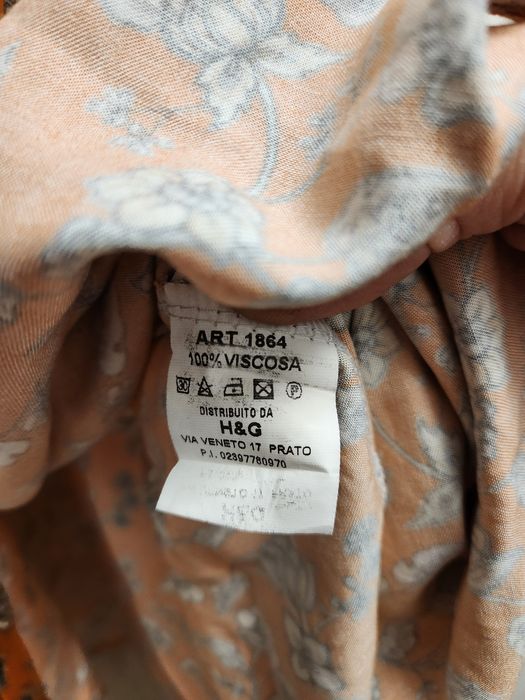 ART 1864
100% VISCOSA
DISTRIBUITO DA
H&G
VIA VENETO 17 PRATO
P.I. 02397760970